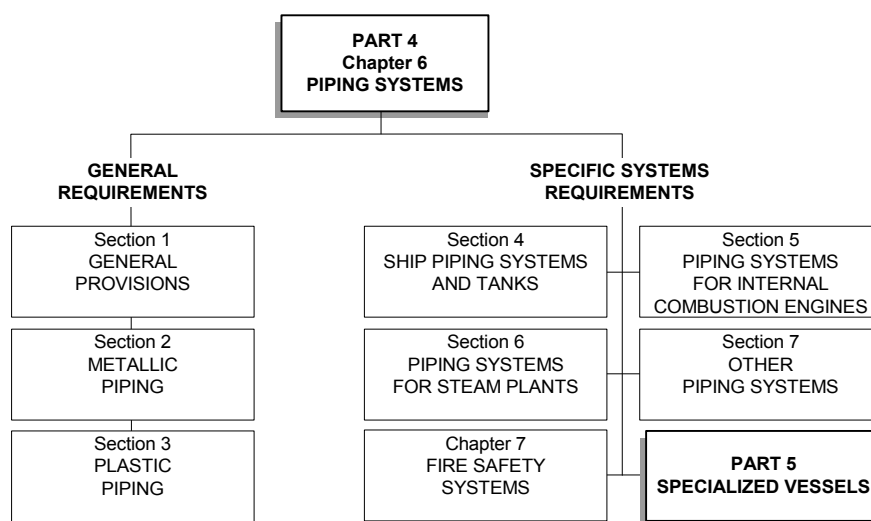 PART 4
Chapter 6
PIPING SYSTEMS
GENERAL
REQUIREMENTS
SPECIFIC SYSTEMS
REQUIREMENTS
Section 1
GENERAL
PROVISIONS
Section 4
SHIP PIPING SYSTEMS
AND TANKS
Section 5
PIPING SYSTEMS
FOR INTERNAL
COMBUSTION ENGINES
Section 2
METALLIC
PIPING
Section 6
PIPING SYSTEMS
FOR STEAM PLANTS
Section 7
OTHER
PIPING SYSTEMS
Section 3
PLASTIC
PIPING
Chapter 7
FIRE SAFETY
SYSTEMS
PART 5
SPECIALIZED VESSELS